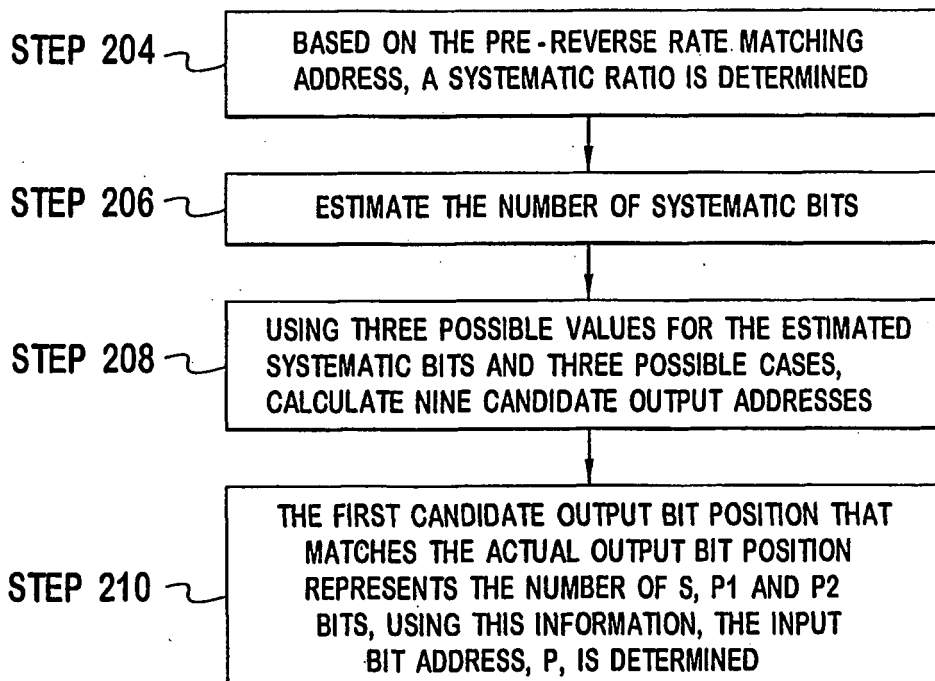 STEP 204
BASED ON THE PRE-REVERSE RATE MATCHING
ADDRESS, A SYSTEMATIC RATIO IS DETERMINED
STEP 206
ESTIMATE THE NUMBER OF SYSTEMATIC BITS
STEP 208
USING THREE POSSIBLE VALUES FOR THE ESTIMATED
SYSTEMATIC BITS AND THREE POSSIBLE CASES,
CALCULATE NINE CANDIDATE OUTPUT ADDRESSES
STEP 210
THE FIRST CANDIDATE OUTPUT BIT POSITION THAT
MATCHES THE ACTUAL OUTPUT BIT POSITION
REPRESENTS THE NUMBER OF S, P1 AND P2
BITS, USING THIS INFORMATION, THE INPUT
BIT ADDRESS, P, IS DETERMINED